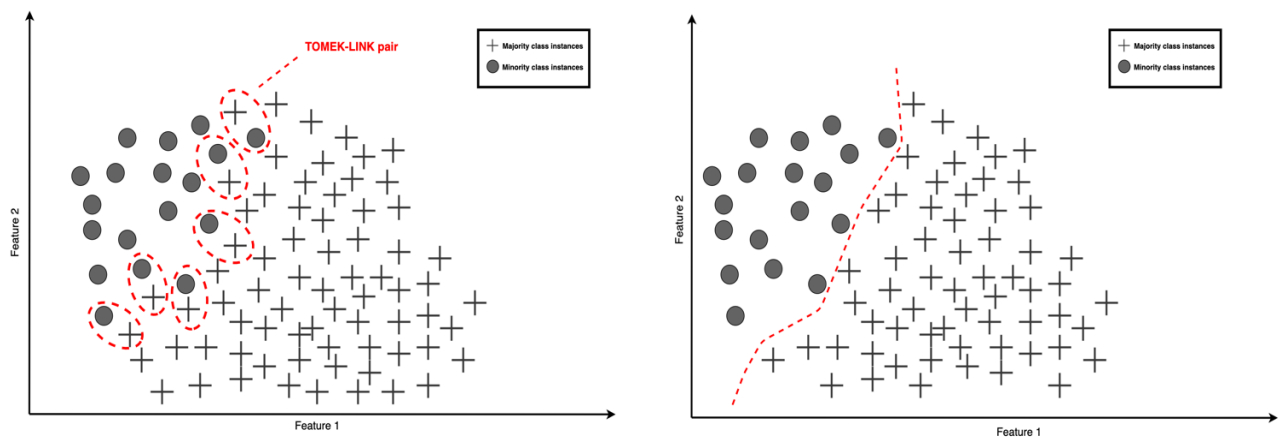 TOMEK-LINK pair
Majority class instances
Minority class instances
Feature 2
Feature 1
Majority class instances
Minority class instances
Feature 2
Feature 1